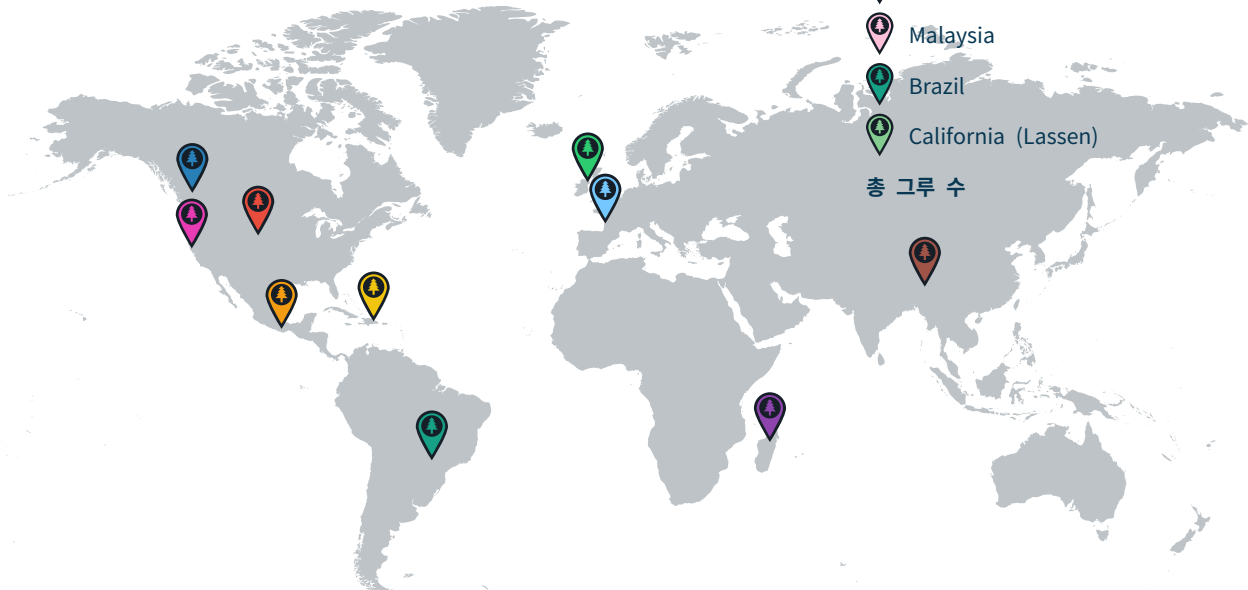 Malaysia
Brazil
California (Lassen)
총 그루 수